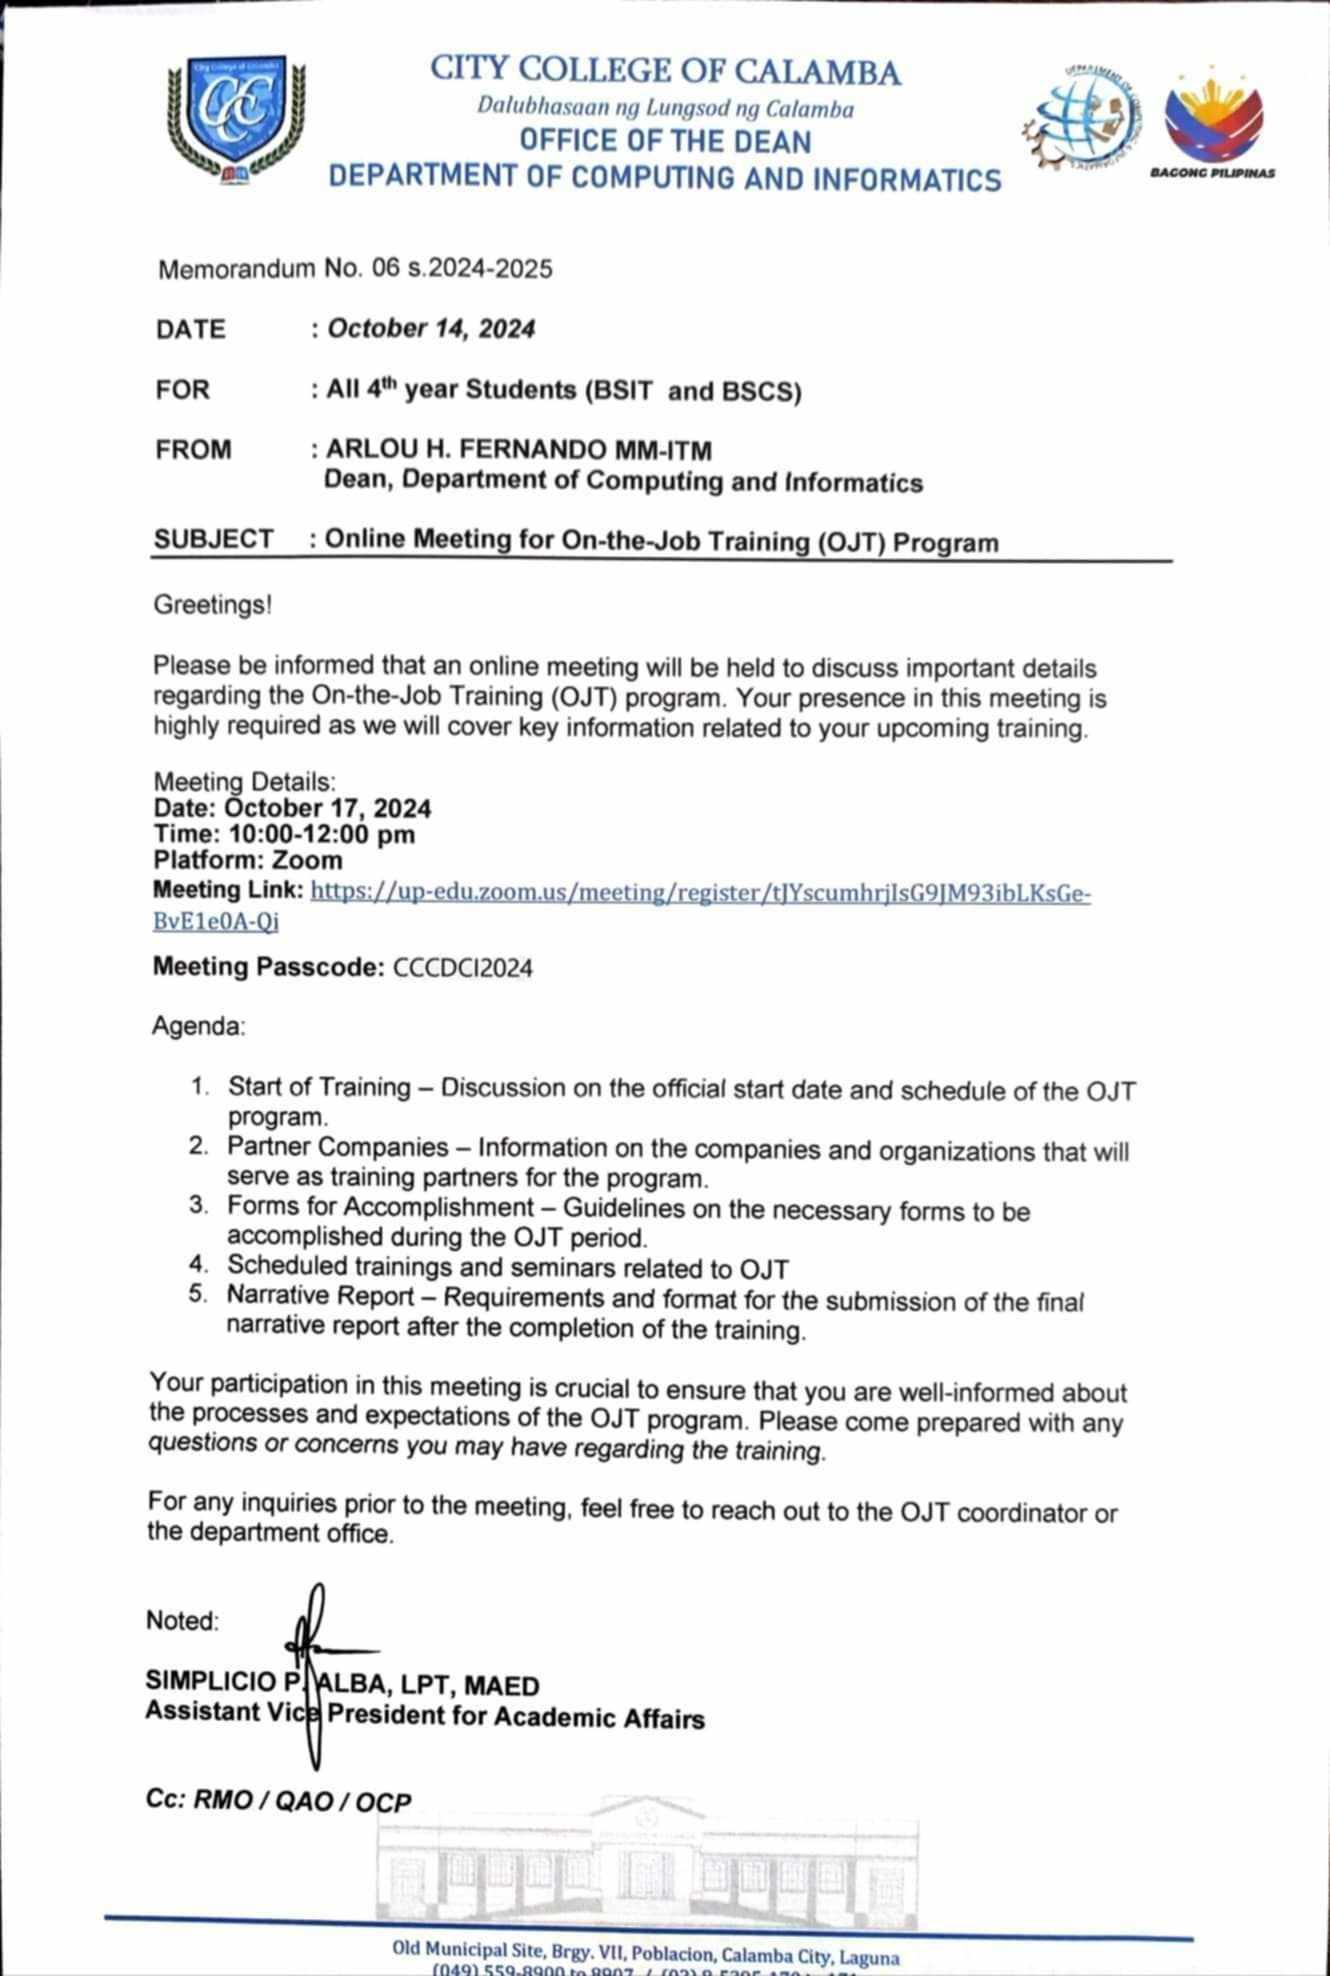 City College of Calamba
CCC
CITY COLLEGE OF CALAMBA
Dalubhasaan ng Lungsod ng Calamba
OFFICE OF THE DEAN
DEPARTMENT OF COMPUTING AND INFORMATICS
BAGONG PILIPINAS
Memorandum No. 06 s.2024-2025
DATE : October 14, 2024
FOR : All 4th year Students (BSIT and BSCS)
FROM : ARLOU H. FERNANDO MM-ITM
Dean, Department of Computing and Informatics
SUBJECT : Online Meeting for On-the-Job Training (OJT) Program
Greetings!
Please be informed that an online meeting will be held to discuss important details
regarding the On-the-Job Training (OJT) program. Your presence in this meeting is
highly required as we will cover key information related to your upcoming training.
Meeting Details:
Date: October 17, 2024
Time: 10:00-12:00 pm
Platform: Zoom
Meeting Link: https://up-edu.zoom.us/meeting/register/tJYscumhrjIsG9JM93ibLKsGe-
BvE1e0A-Qi
Meeting Passcode: CCCDCI2024
Agenda:
1. Start of Training – Discussion on the official start date and schedule of the OJT
program.
2. Partner Companies – Information on the companies and organizations that will
serve as training partners for the program.
3. Forms for Accomplishment – Guidelines on the necessary forms to be
accomplished during the OJT period.
4. Scheduled trainings and seminars related to OJT
5. Narrative Report – Requirements and format for the submission of the final
narrative report after the completion of the training.
Your participation in this meeting is crucial to ensure that you are well-informed about
the processes and expectations of the OJT program. Please come prepared with any
questions or concerns you may have regarding the training.
For any inquiries prior to the meeting, feel free to reach out to the OJT coordinator or
the department office.
Noted:
SIMPLICIO P. ALBA, LPT, MAED
Assistant Vice President for Academic Affairs
Cc: RMO / QAO / OCP
Old Municipal Site, Brgy. VII, Poblacion, Calamba City, Laguna
(049) 559-8900 to 8907 /